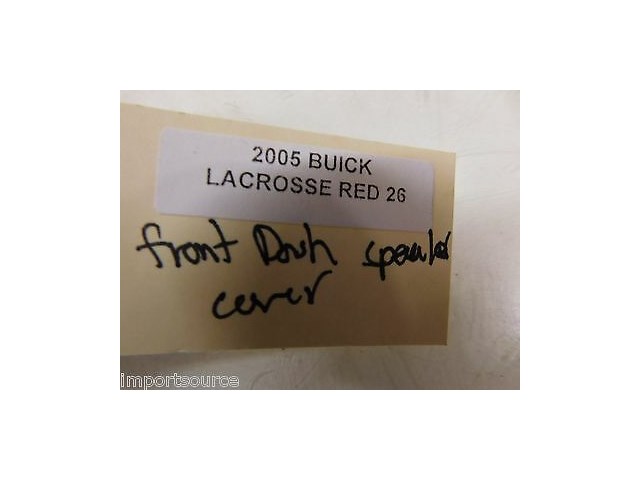 2005 BUICK
LACROSSE RED 26
front Dash speaker
cover
importsource